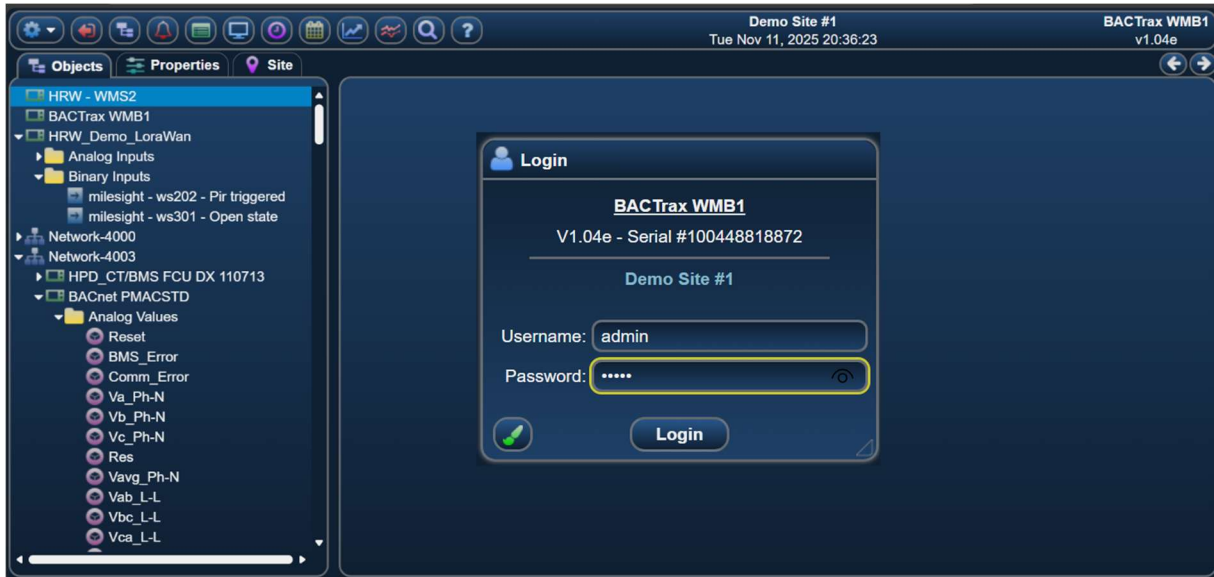 Demo Site #1
Tue Nov 11, 2025 20:36:23
BACTrax WMB1
v1.04e
Objects
Properties
Site
HRW - WMS2
BACTrax WMB1
HRW_Demo_LoraWan
Analog Inputs
Binary Inputs
milesight - ws202 - Pir triggered
milesight - ws301 - Open state
Network-4000
Network-4003
HPD_CT/BMS FCU DX 110713
BACnet PMACSTD
Analog Values
Reset
BMS_Error
Comm_Error
Va_Ph-N
Vb_Ph-N
Vc_Ph-N
Res
Vavg_Ph-N
Vab_L-L
Vbc_L-L
Vca_L-L
Login
BACTrax WMB1
V1.04e - Serial #100448818872
Demo Site #1
Username: admin
Password: •••••
Login